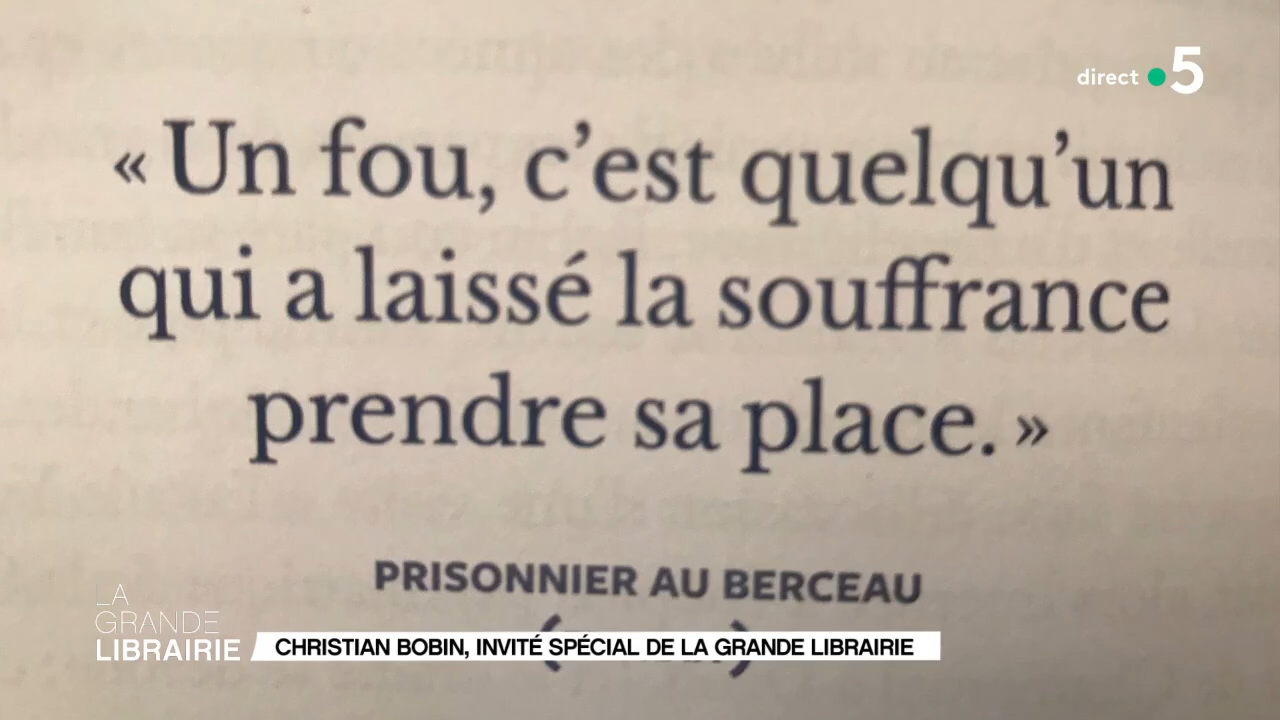 direct 5
« Un fou, c’est quelqu’un
qui a laissé la souffrance
prendre sa place. »
PRISONNIER AU BERCEAU
LA
GRANDE
LIBRAIRIE
CHRISTIAN BOBIN, INVITÉ SPÉCIAL DE LA GRANDE LIBRAIRIE